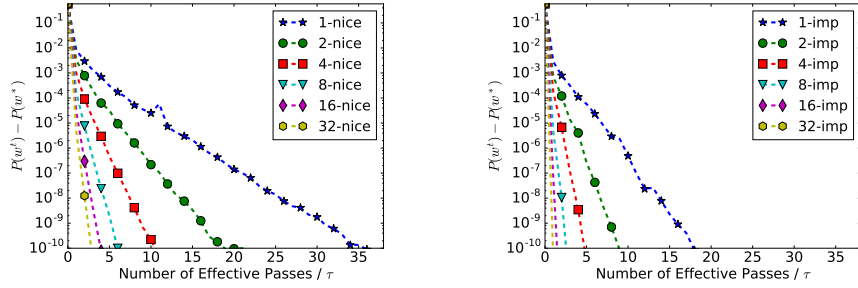 10^{-1}
10^{-2}
10^{-3}
10^{-4}
10^{-5}
10^{-6}
10^{-7}
10^{-8}
10^{-9}
10^{-10}
P(w^t) − P(w^*)
0 5 10 15 20 25 30 35
Number of Effective Passes / τ
1-nice
2-nice
4-nice
8-nice
16-nice
32-nice
10^{-1}
10^{-2}
10^{-3}
10^{-4}
10^{-5}
10^{-6}
10^{-7}
10^{-8}
10^{-9}
10^{-10}
P(w^t) − P(w^*)
0 5 10 15 20 25 30 35
Number of Effective Passes / τ
1-imp
2-imp
4-imp
8-imp
16-imp
32-imp